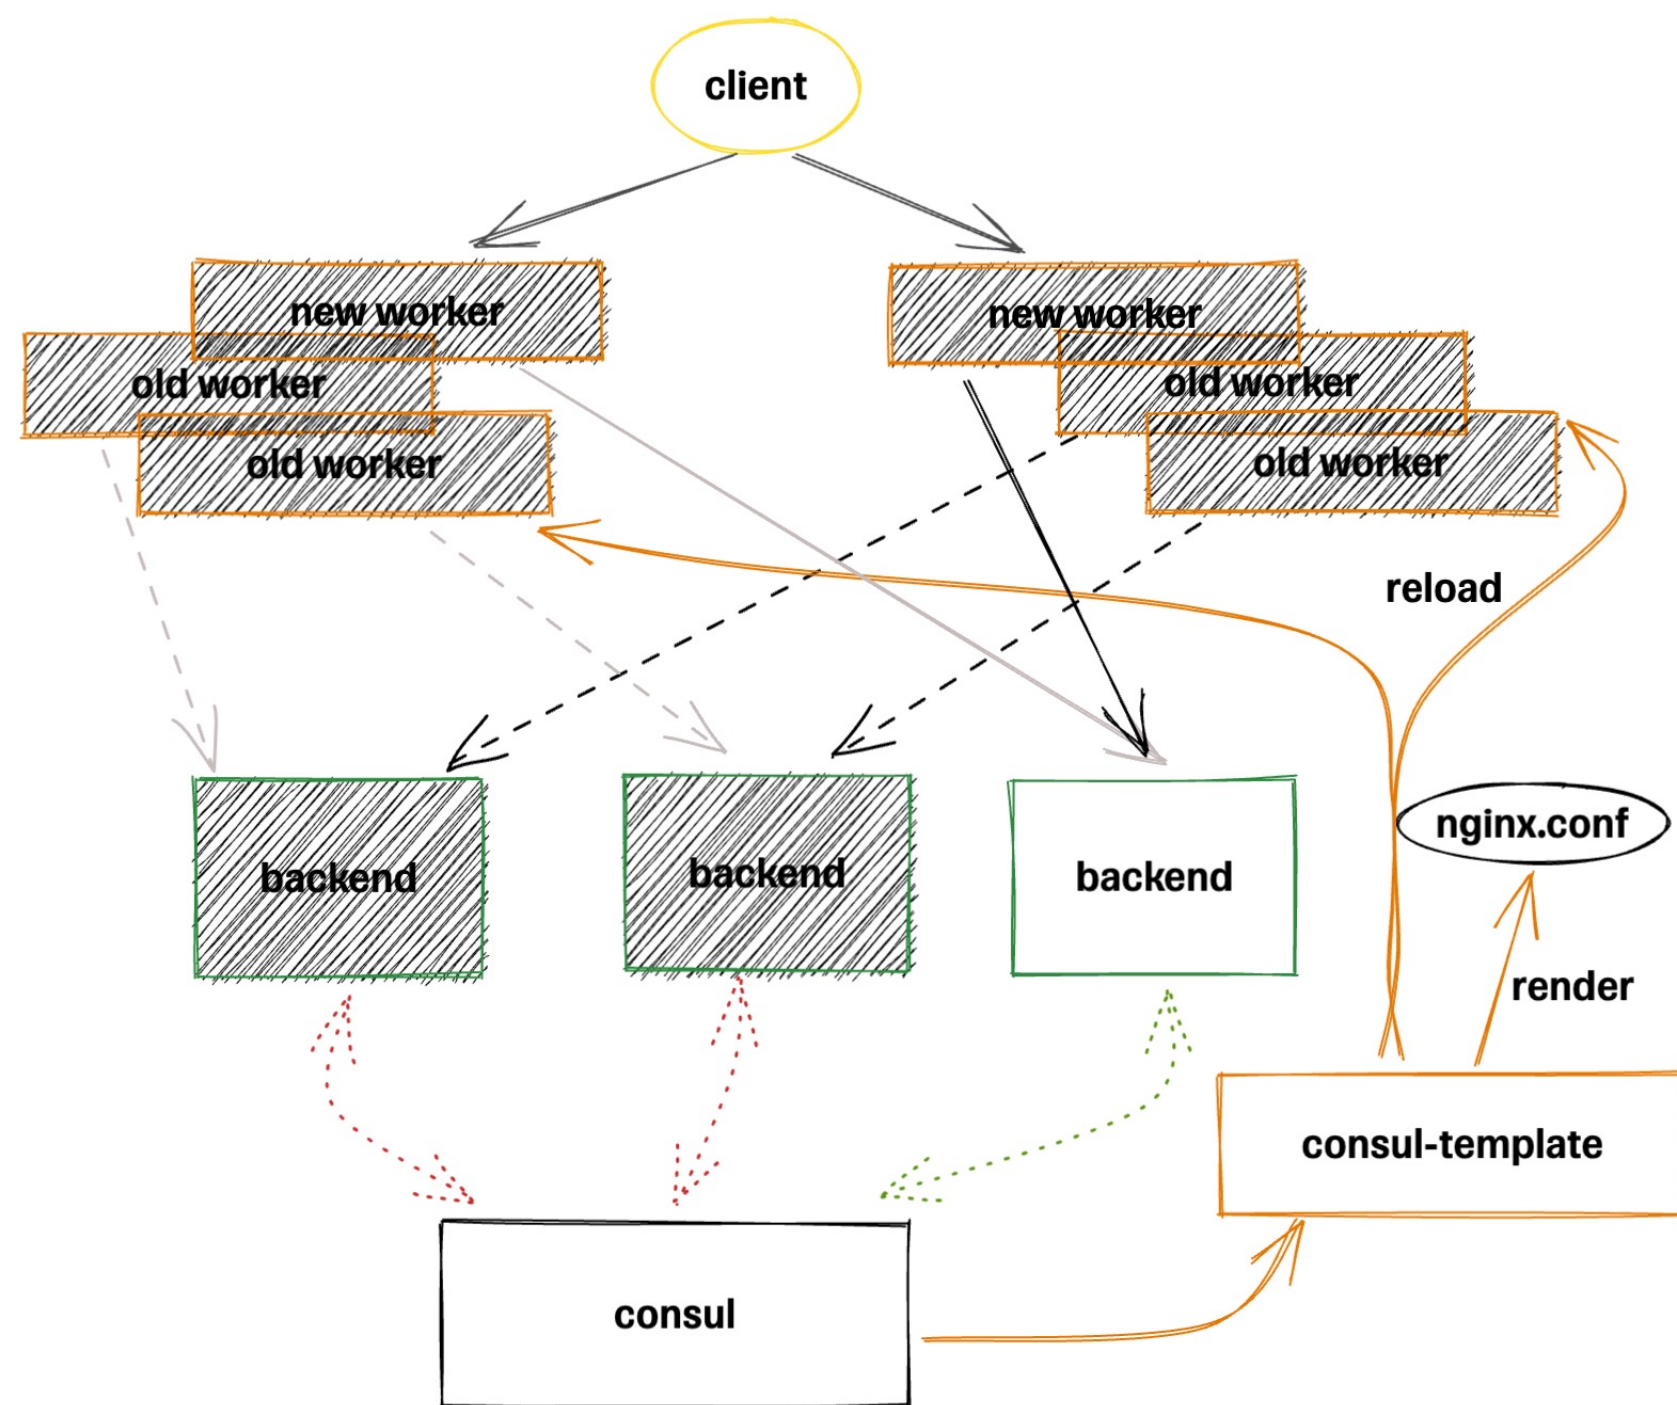 client
new worker
old worker
old worker
new worker
old worker
old worker
reload
nginx.conf
render
backend
backend
backend
consul-template
consul